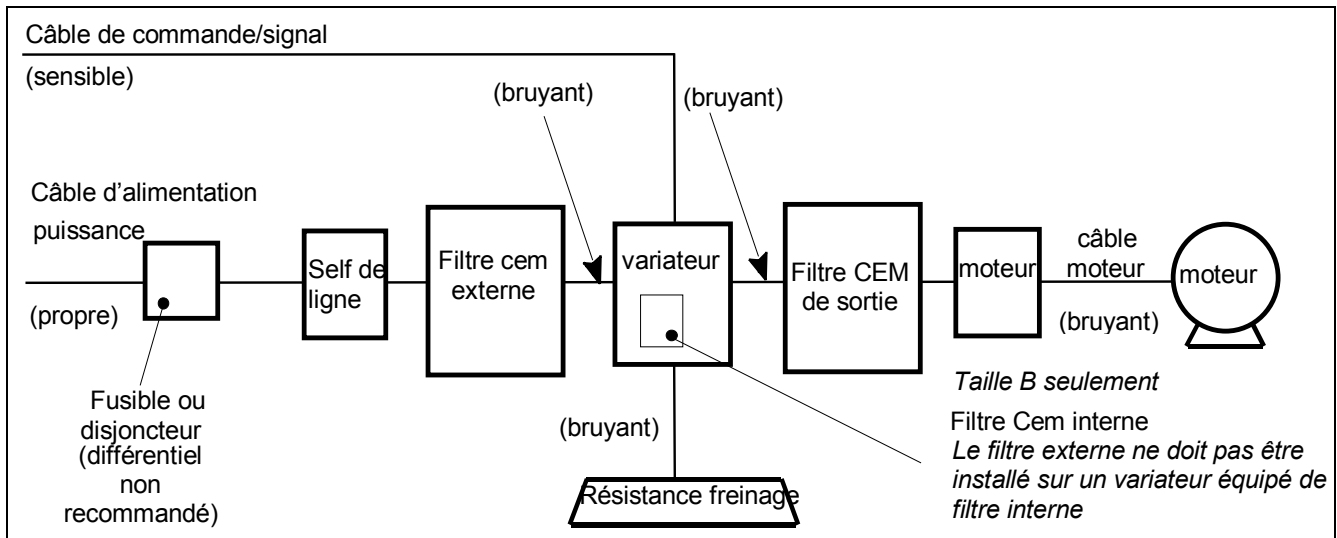 Câble de commande/signal
(sensible)
(bruyant)
(bruyant)
Câble d'alimentation
puissance
(propre)
Self de
ligne
Filtre cem
externe
variateur
Filtre CEM
de sortie
moteur
câble
moteur
(bruyant)
moteur
Fusible ou
disjoncteur
(différentiel
non
recommandé)
(bruyant)
Résistance freinage
Taille B seulement
Filtre Cem interne
Le filtre externe ne doit pas être
installé sur un variateur équipé de
filtre interne